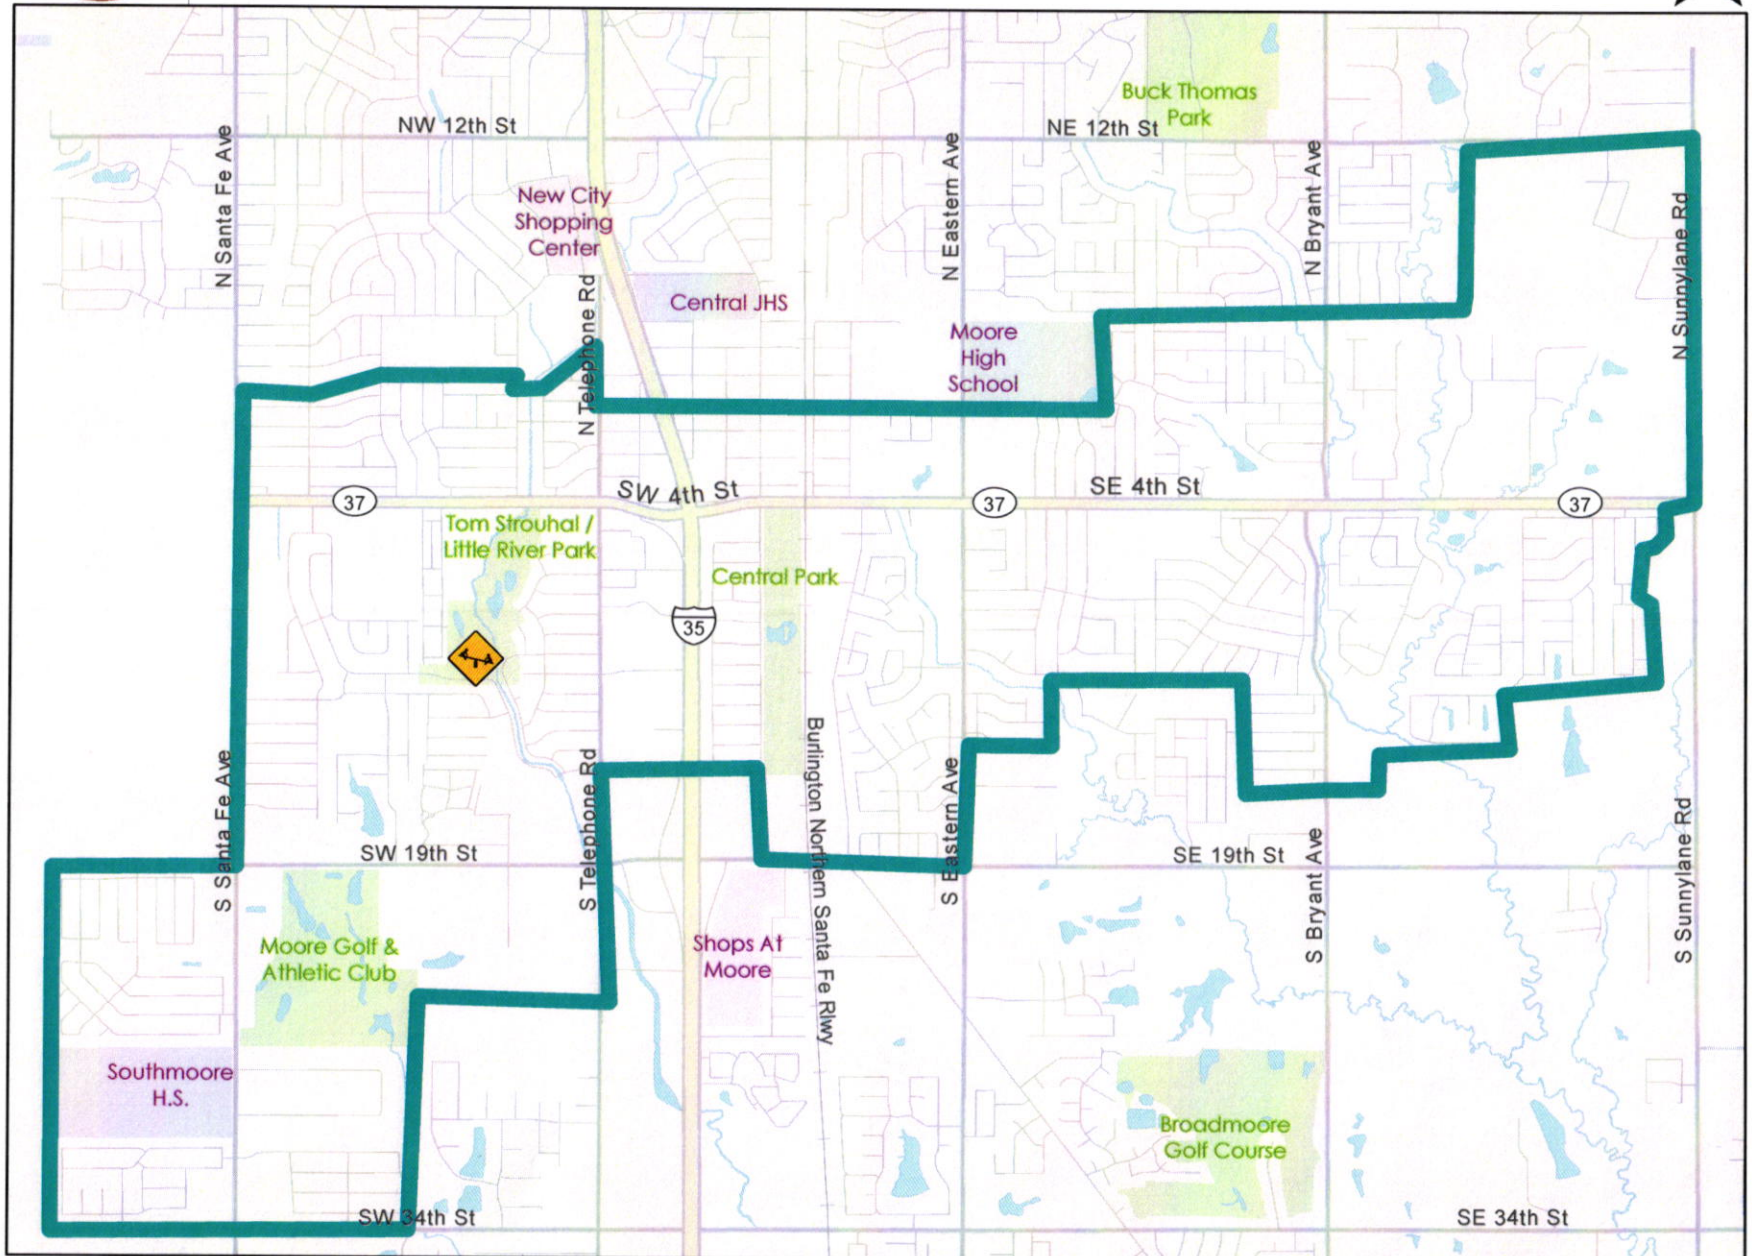 Buck Thomas
Park
NW 12th St
NE 12th St
N Santa Fe Ave
N Eastern Ave
N Bryant Ave
N Sunnylane Rd
New City
Shopping
Center
N Telephone Rd
Central JHS
Moore
High
School
37
SW 4th St
37
SE 4th St
37
Tom Strouhal /
Little River Park
Central Park
35
S Santa Fe Ave
S Telephone Rd
Burlington Northern Santa Fe Rlwy
S Eastern Ave
S Bryant Ave
S Sunnylane Rd
SW 19th St
SE 19th St
Moore Golf &
Athletic Club
Shops At
Moore
Southmoore
H.S.
Broadmoore
Golf Course
SW 34th St
SE 34th St